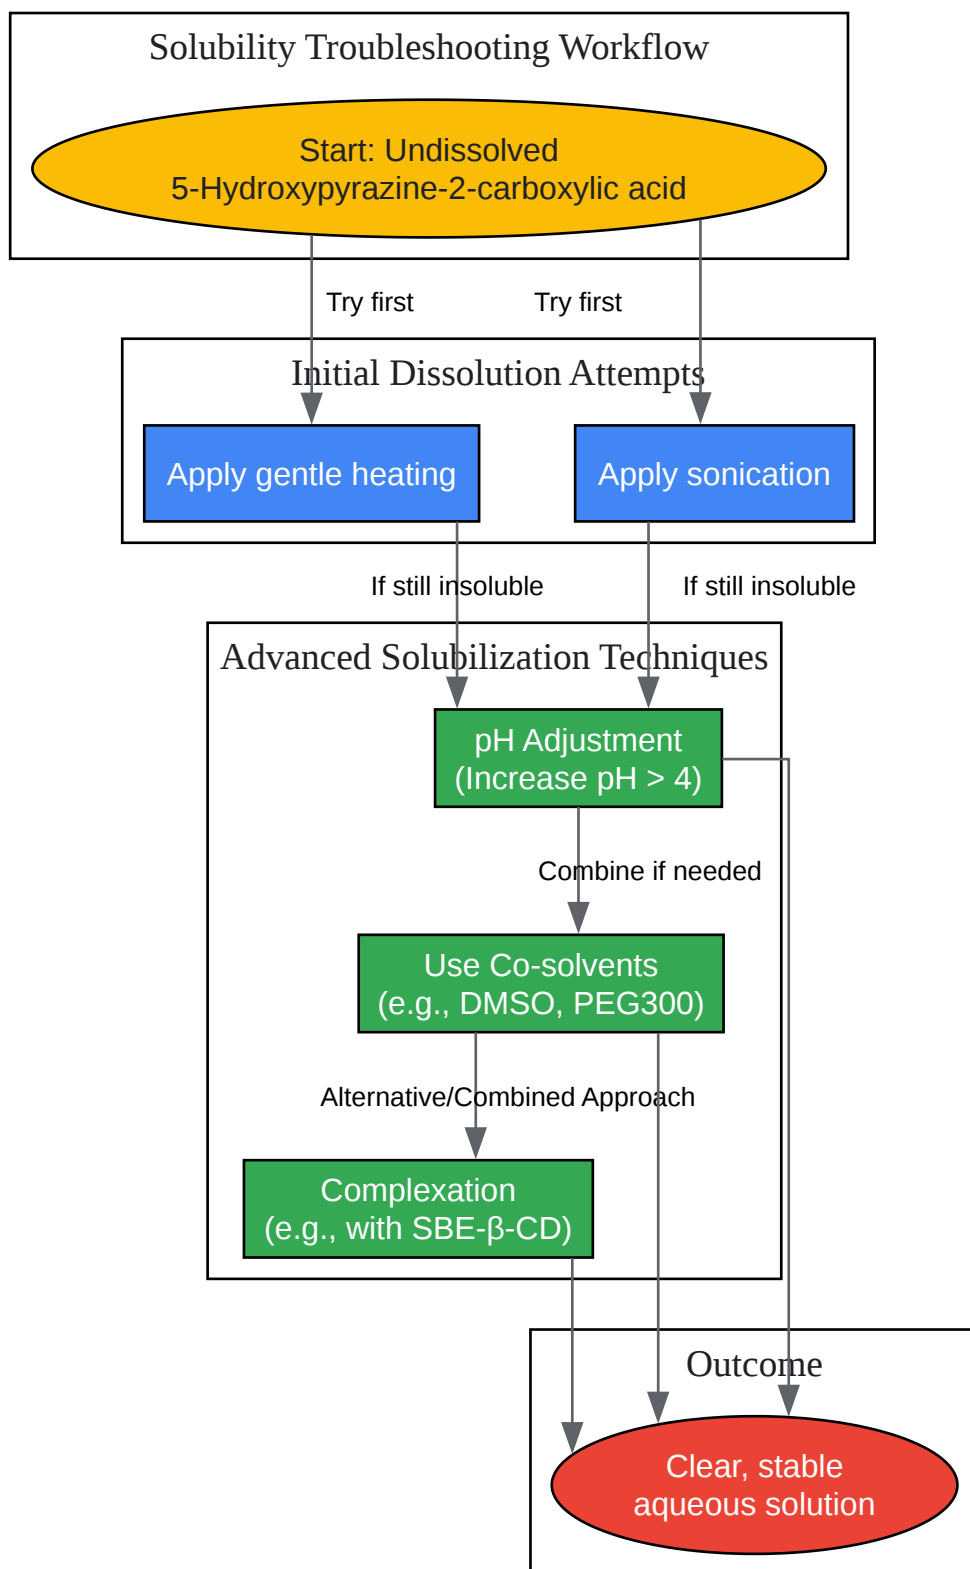 Solubility Troubleshooting Workflow
Start: Undissolved
5-Hydroxypyrazine-2-carboxylic acid
Try first
Try first
Initial Dissolution Attempts
Apply gentle heating
Apply sonication
If still insoluble
If still insoluble
Advanced Solubilization Techniques
pH Adjustment
(Increase pH > 4)
Combine if needed
Use Co-solvents
(e.g., DMSO, PEG300)
Alternative/Combined Approach
Complexation
(e.g., with SBE-β-CD)
Outcome
Clear, stable
aqueous solution